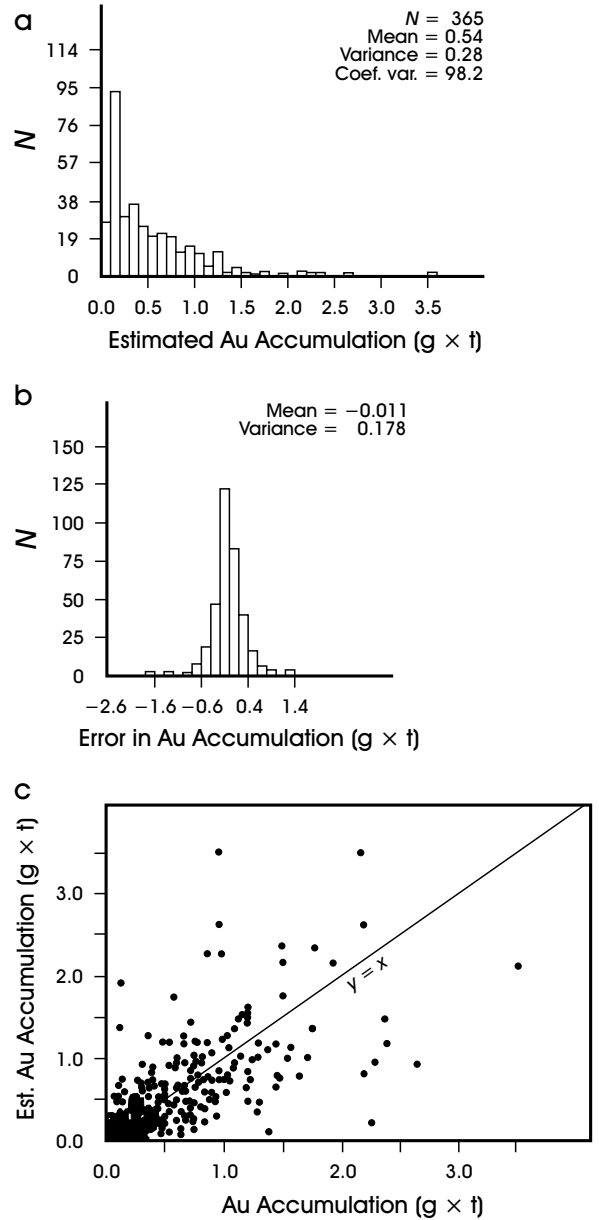 a
N = 365
Mean = 0.54
Variance = 0.28
Coef. var. = 98.2
114
95
76
57
38
19
0
N
0.0 0.5 1.0 1.5 2.0 2.5 3.0 3.5
Estimated Au Accumulation (g × t)
b
Mean = −0.011
Variance = 0.178
150
125
100
75
50
25
0
N
−2.6 −1.6 −0.6 0.4 1.4
Error in Au Accumulation (g × t)
c
Est. Au Accumulation (g × t)
3.0
2.0
1.0
0.0
y = x
0.0 1.0 2.0 3.0
Au Accumulation (g × t)